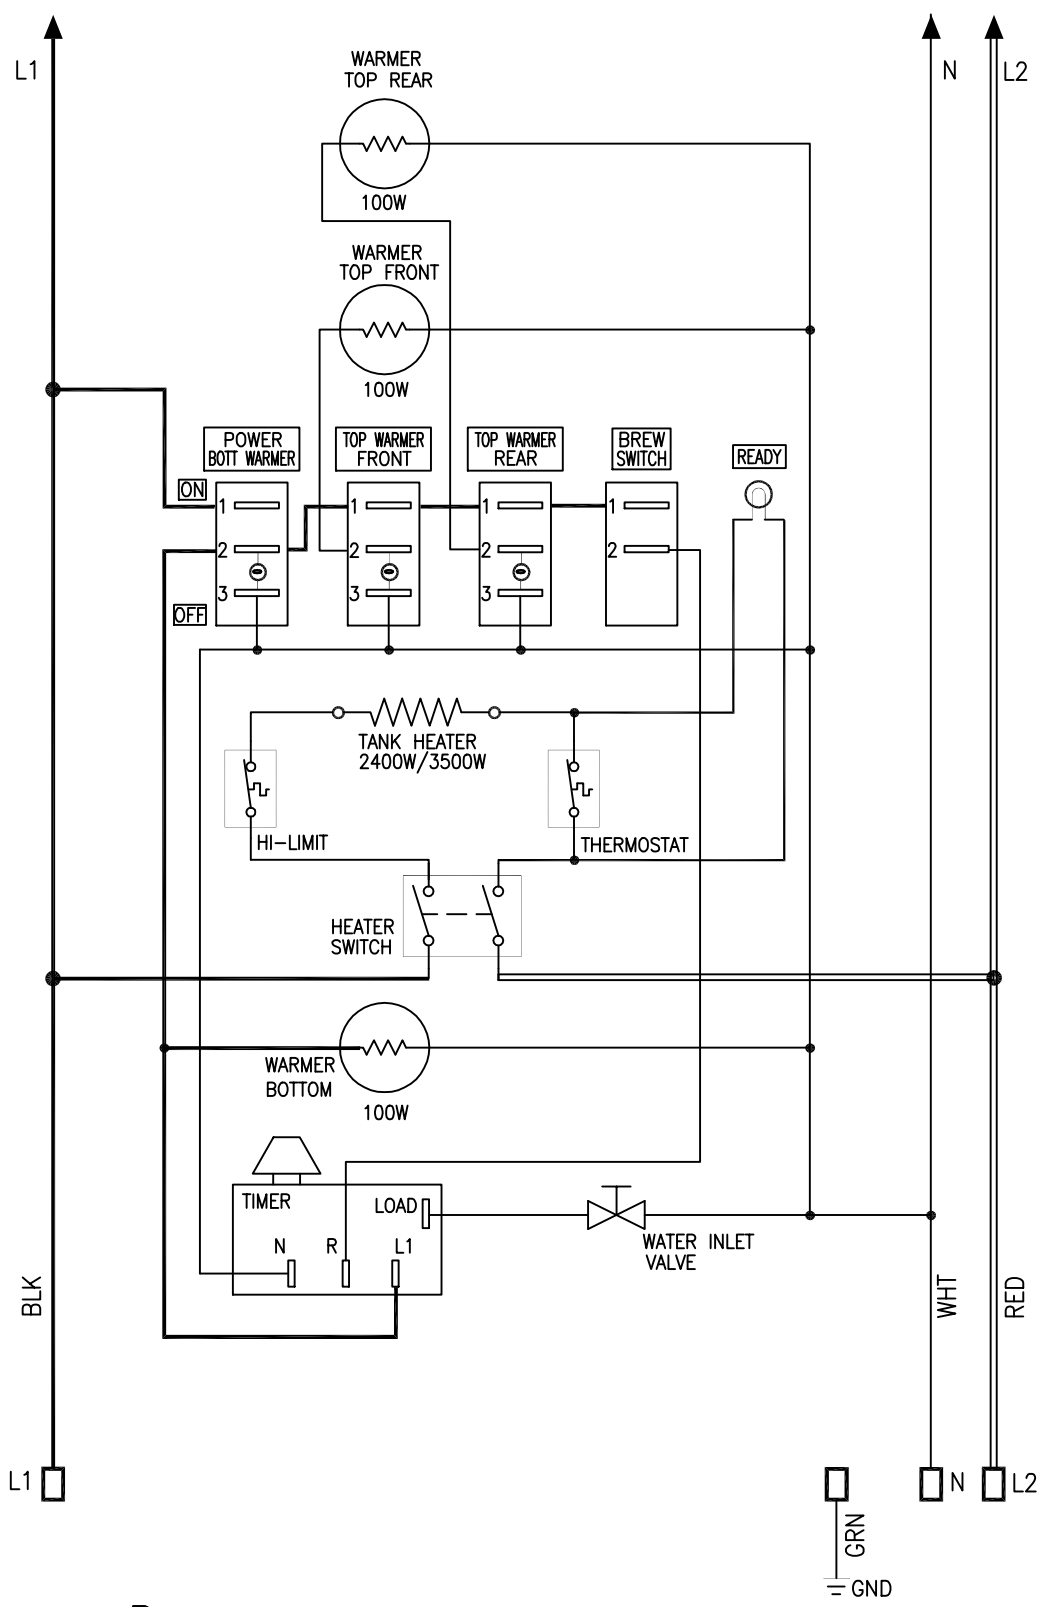 L1
N
L2
WARMER
TOP REAR
100W
WARMER
TOP FRONT
100W
POWER
BOTT WARMER
TOP WARMER
FRONT
TOP WARMER
REAR
BREW
SWITCH
READY
ON
1
1
1
1
2
2
2
2
3
3
3
OFF
TANK HEATER
2400W/3500W
HI-LIMIT
THERMOSTAT
HEATER
SWITCH
WARMER
BOTTOM
100W
TIMER
LOAD
N
R
L1
WATER INLET
VALVE
BLK
WHT
RED
L1
N
L2
GRN
GND